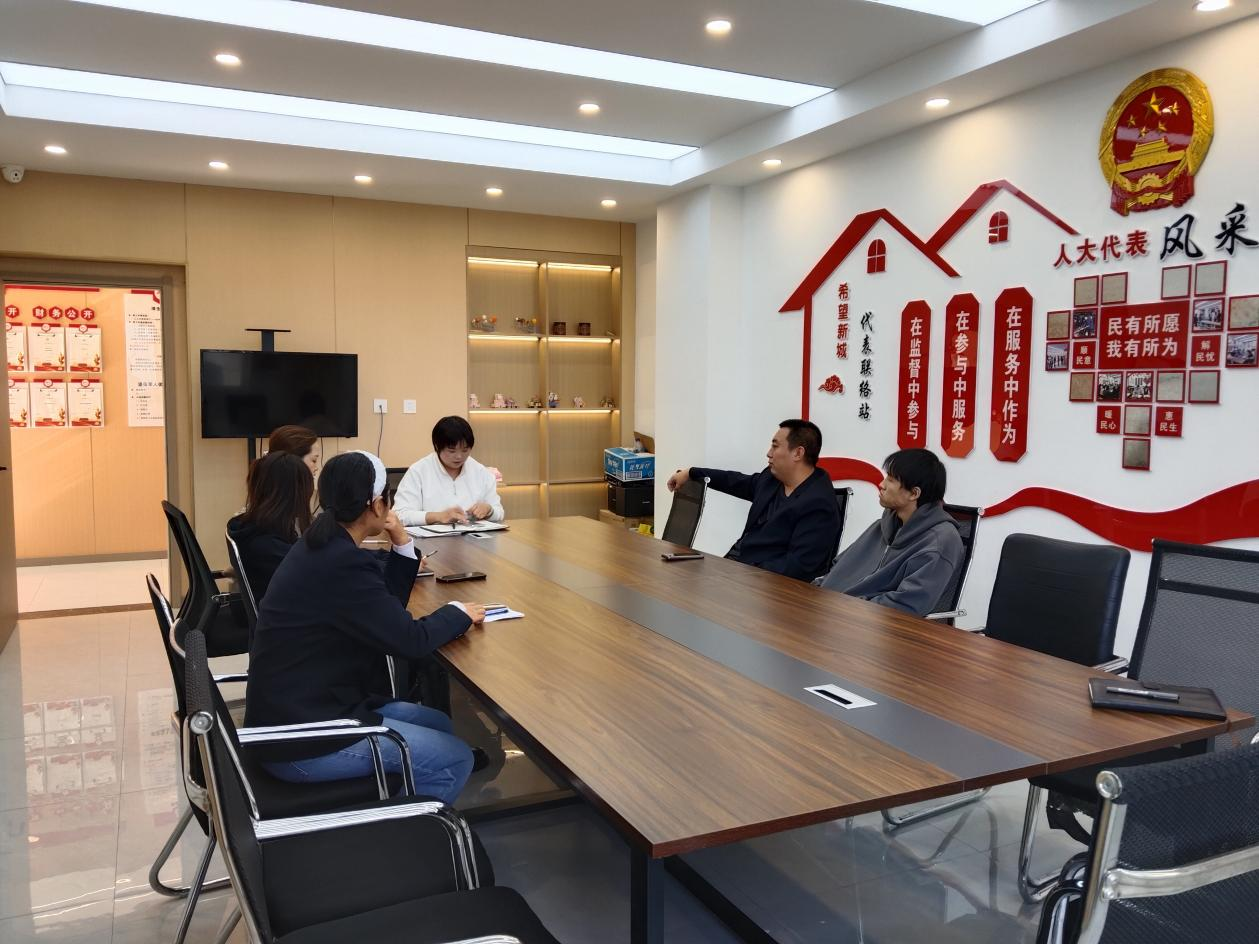 开 财务公开
人大代表 风采
希望新城
代表联络站
在监督中参与
在参与中服务
在服务中作为
民有所愿
我有所为
顺
民意
解
民忧
暖
民心
惠
民生